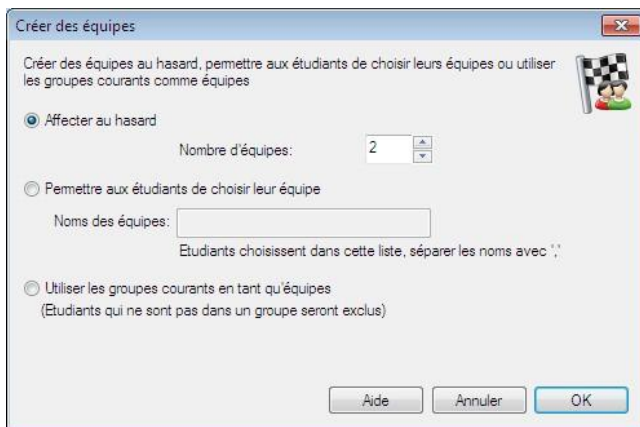 Créer des équipes
Créer des équipes au hasard, permettre aux étudiants de choisir leurs équipes ou utiliser
les groupes courants comme équipes
Affecter au hasard
Nombre d'équipes: 2
Permettre aux étudiants de choisir leur équipe
Noms des équipes:
Etudiants choisissent dans cette liste, séparer les noms avec ','
Utiliser les groupes courants en tant qu'équipes
(Etudiants qui ne sont pas dans un groupe seront exclus)
Aide Annuler OK